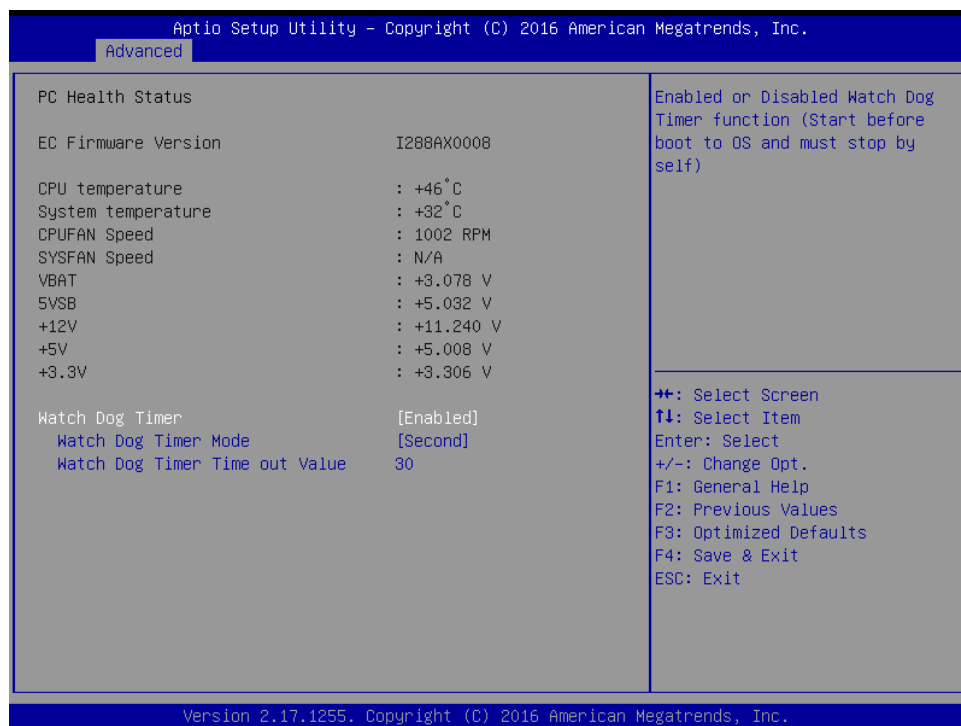 Aptio Setup Utility – Copyright (C) 2016 American Megatrends, Inc.
Advanced
PC Health Status
EC Firmware Version I288AX0008
CPU temperature : +46°C
System temperature : +32°C
CPUFAN Speed : 1002 RPM
SYSFAN Speed : N/A
VBAT : +3.078 V
5VSB : +5.032 V
+12V : +11.240 V
+5V : +5.008 V
+3.3V : +3.306 V
Watch Dog Timer [Enabled]
Watch Dog Timer Mode [Second]
Watch Dog Timer Time out Value 30
Enabled or Disabled Watch Dog
Timer function (Start before
boot to OS and must stop by
self)
→←: Select Screen
↑↓: Select Item
Enter: Select
+/-: Change Opt.
F1: General Help
F2: Previous Values
F3: Optimized Defaults
F4: Save & Exit
ESC: Exit
Version 2.17.1255. Copyright (C) 2016 American Megatrends, Inc.